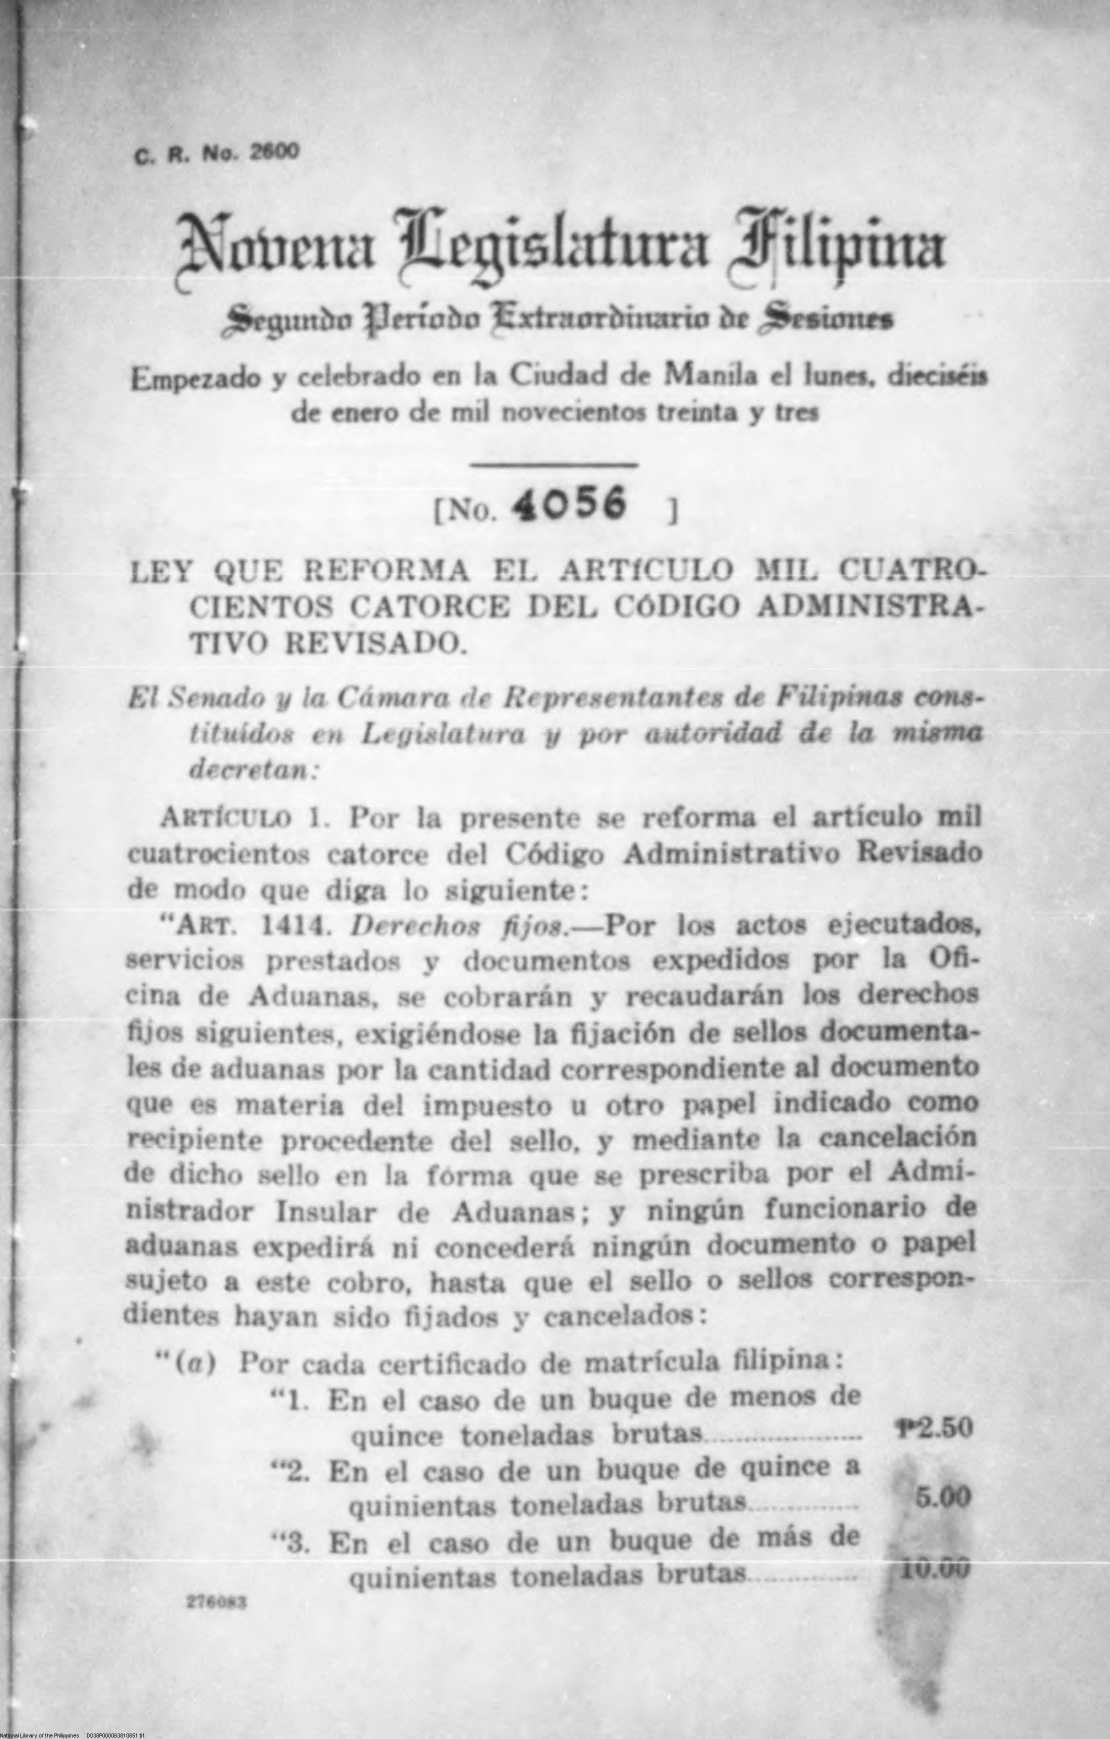 C. R. No. 2600
Novena Legislatura Filipina
Segundo Período Extraordinario de Sesiones
Empezado y celebrado en la Ciudad de Manila el lunes, dieciséis
de enero de mil novecientos treinta y tres
[No. 4056 ]
LEY QUE REFORMA EL ARTíCULO MIL CUATRO-
CIENTOS CATORCE DEL CóDIGO ADMINISTRA-
TIVO REVISADO.
El Senado y la Cámara de Representantes de Filipinas cons-
tituídos en Legislatura y por autoridad de la misma
decretan:
ARTÍCULO 1. Por la presente se reforma el artículo mil
cuatrocientos catorce del Código Administrativo Revisado
de modo que diga lo siguiente:
"ART. 1414. Derechos fijos.—Por los actos ejecutados,
servicios prestados y documentos expedidos por la Ofi-
cina de Aduanas, se cobrarán y recaudarán los derechos
fijos siguientes, exigiéndose la fijación de sellos documenta-
les de aduanas por la cantidad correspondiente al documento
que es materia del impuesto u otro papel indicado como
recipiente procedente del sello, y mediante la cancelación
de dicho sello en la forma que se prescriba por el Admi-
nistrador Insular de Aduanas; y ningún funcionario de
aduanas expedirá ni concederá ningún documento o papel
sujeto a este cobro, hasta que el sello o sellos correspon-
dientes hayan sido fijados y cancelados:
"(a) Por cada certificado de matrícula filipina:
"1. En el caso de un buque de menos de
quince toneladas brutas.................... ₱2.50
"2. En el caso de un buque de quince a
quinientas toneladas brutas.............. 5.00
"3. En el caso de un buque de más de
quinientas toneladas brutas.............. 10.00
276083
National Library of the Philippines